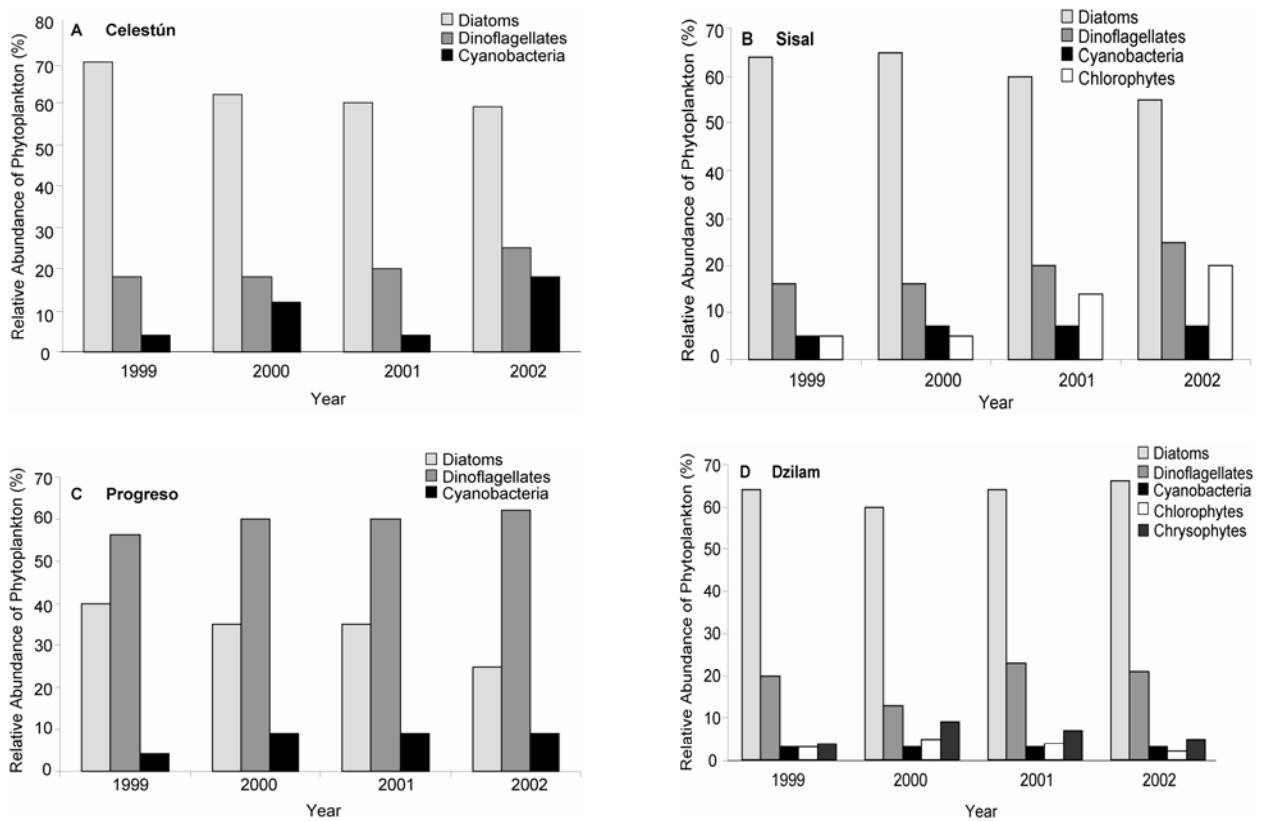 A Celestún
Diatoms
Dinoflagellates
Cyanobacteria
Relative Abundance of Phytoplankton (%)
80
70
60
50
40
30
20
10
0
1999 2000 2001 2002
Year
B Sisal
Diatoms
Dinoflagellates
Cyanobacteria
Chlorophytes
Relative Abundance of Phytoplankton (%)
70
60
50
40
30
20
10
0
1999 2000 2001 2002
Year
C Progreso
Diatoms
Dinoflagellates
Cyanobacteria
Relative Abundance of Phytoplankton (%)
70
60
50
40
30
20
10
0
1999 2000 2001 2002
Year
D Dzilam
Diatoms
Dinoflagellates
Cyanobacteria
Chlorophytes
Chrysophytes
Relative Abundance of Phytoplankton (%)
70
60
50
40
30
20
10
0
1999 2000 2001 2002
Year